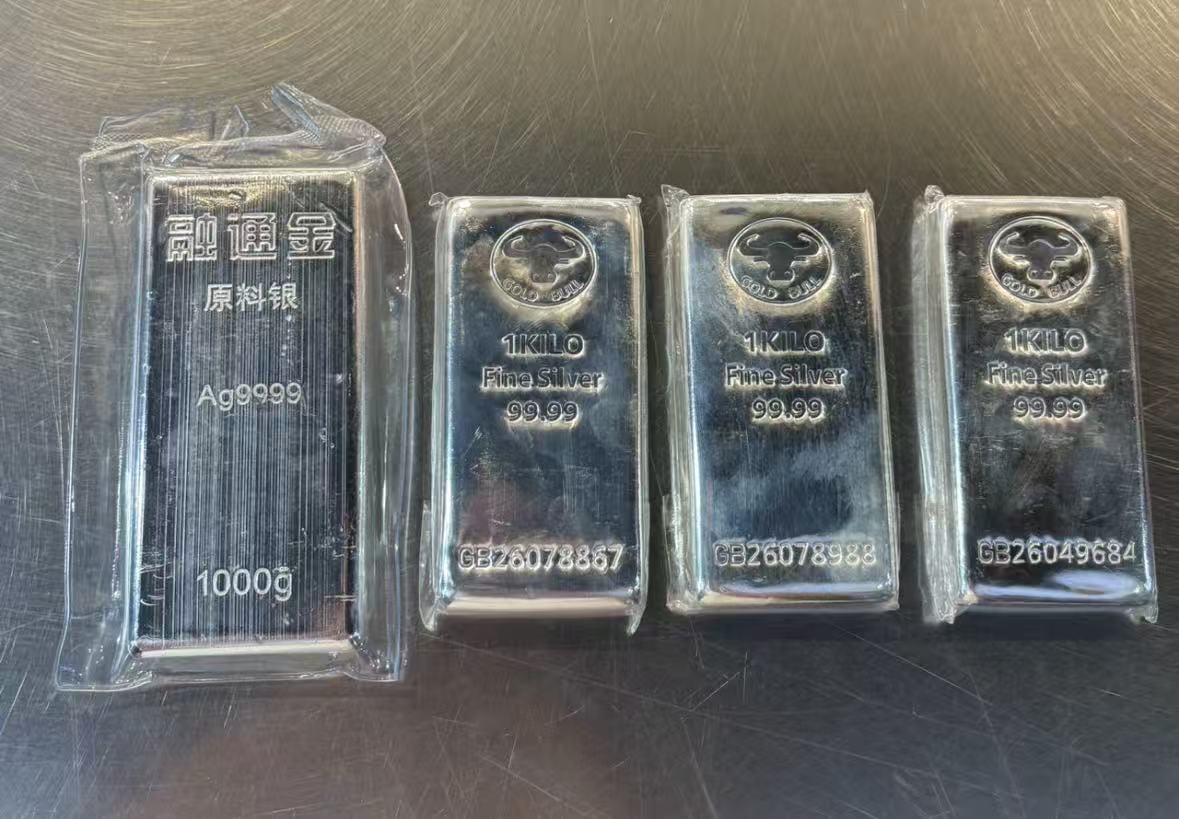 融通金
原料银
Ag9999
1000g
GOLD BULL
1KILO
Fine Silver
99.99
GB26078867
GOLD BULL
1KILO
Fine Silver
99.99
GB26078988
GOLD BULL
1KILO
Fine Silver
99.99
GB26049684